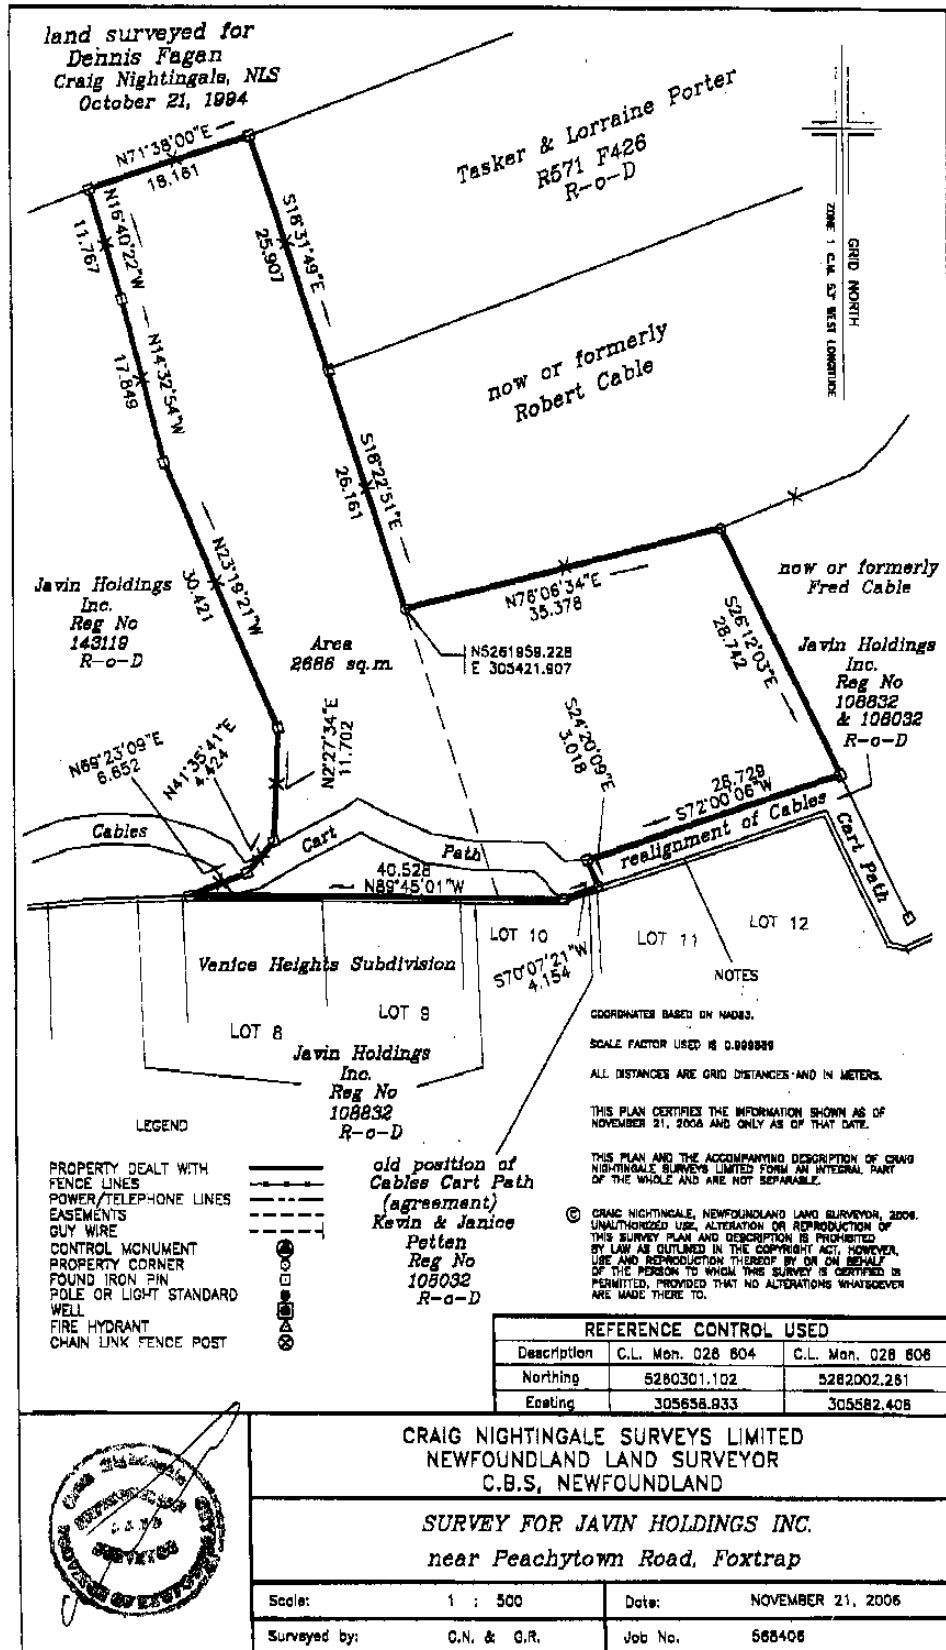 land surveyed for
Dennis Fagan
Craig Nightingale, NLS
October 21, 1994
N71°38'00"E
18.161
Tasker & Lorraine Porter
R571 F426
R-o-D
GRID NORTH
ZONE 1 C.M. 53° WEST LONGITUDE
N16°40'22"W
11.767
S18°31'49"E
25.907
N14°32'54"W
17.849
now or formerly
Robert Cable
S18°22'51"E
26.161
N23°19'21"W
30.421
Javin Holdings
Inc.
Reg No
143119
R-o-D
Area
2686 sq.m.
N76°06'34"E
35.378
N5261959.228
E 305421.907
now or formerly
Fred Cable
S26°12'03"E
28.742
Javin Holdings
Inc.
Reg No
108832
& 108032
R-o-D
N69°23'09"E
6.652
N41°35'41"E
4.424
N2°27'34"E
11.702
S24°20'09"E
3.018
28.729
S72°00'06"W
realignment of Cables
Cart Path
Cables
Cart
Path
40.528
N89°45'01"W
S70°07'21"W
4.154
LOT 10
LOT 11
LOT 12
Venice Heights Subdivision
LOT 8
LOT 9
Javin Holdings
Inc.
Reg No
108832
R-o-D
NOTES
COORDINATES BASED ON NAD83.
SCALE FACTOR USED IS
ALL DISTANCES ARE GRID DISTANCES AND IN METERS.
THIS PLAN CERTIFIES THE INFORMATION SHOWN AS OF
NOVEMBER 21, 2006 AND ONLY AS OF THAT DATE.
THIS PLAN AND THE ACCOMPANYING DESCRIPTION OF CRAIG
NIGHTINGALE SURVEYS LIMITED FORM AN INTEGRAL PART
OF THE WHOLE AND ARE NOT SEPARABLE.
© CRAIG NIGHTINGALE, NEWFOUNDLAND LAND SURVEYOR, 2006.
UNAUTHORIZED USE, ALTERATION OR REPRODUCTION OF
THIS SURVEY PLAN AND DESCRIPTION IS PROHIBITED
BY LAW AS OUTLINED IN THE COPYRIGHT ACT. HOWEVER,
USE AND REPRODUCTION THEREOF BY OR ON BEHALF
OF THE PERSON TO WHOM THIS SURVEY IS CERTIFIED IS
PERMITTED, PROVIDED THAT NO ALTERATIONS WHATSOEVER
ARE MADE THERE TO.
old position of
Cables Cart Path
(agreement)
Kevin & Janice
Petten
Reg No
108032
R-o-D
LEGEND
PROPERTY DEALT WITH
FENCE LINES
POWER/TELEPHONE LINES
EASEMENTS
GUY WIRE
CONTROL MONUMENT
PROPERTY CORNER
FOUND IRON PIN
POLE OR LIGHT STANDARD
WELL
FIRE HYDRANT
CHAIN LINK FENCE POST
REFERENCE CONTROL USED
Description C.L. Mon. 026 604 C.L. Mon. 026 606
Northing 5260301.102 5262002.261
Easting 305658.933 305582.406
CRAIG NIGHTINGALE SURVEYS LIMITED
NEWFOUNDLAND LAND SURVEYOR
C.B.S, NEWFOUNDLAND
SURVEY FOR JAVIN HOLDINGS INC.
near Peachytown Road, Foxtrap
Scale: 1 : 500 Date: NOVEMBER 21, 2006
Surveyed by: C.N. & G.R. Job No. 568406